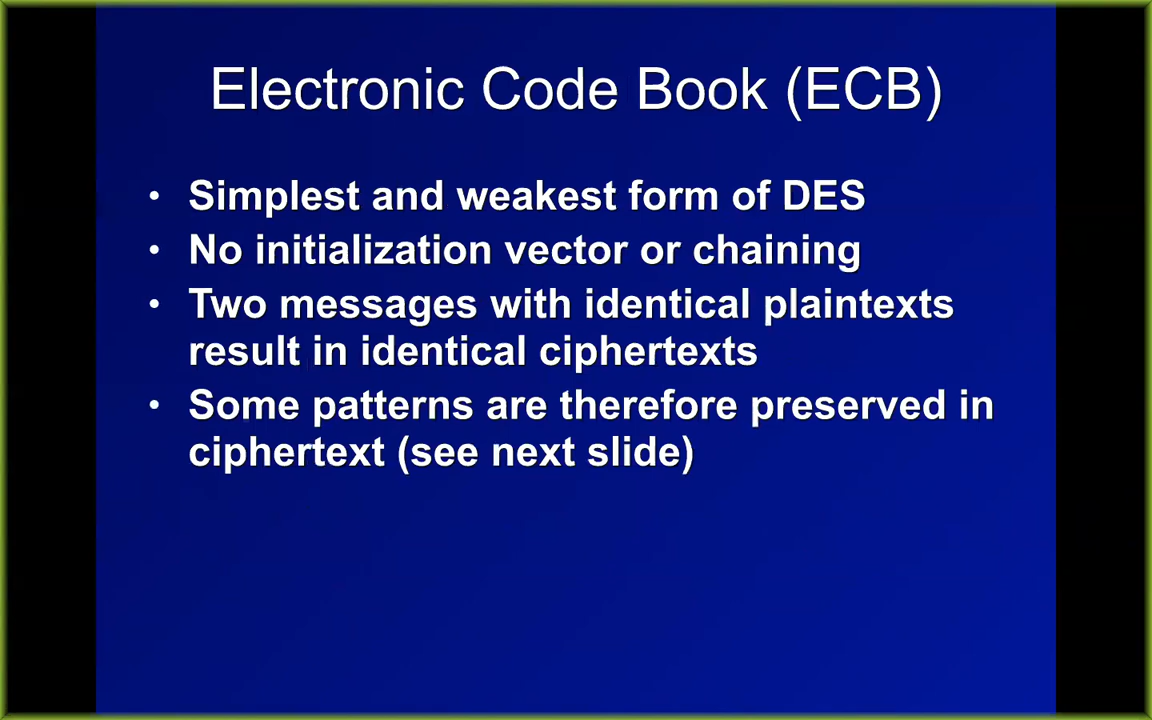 Electronic Code Book (ECB)
• Simplest and weakest form of DES
• No initialization vector or chaining
• Two messages with identical plaintexts
result in identical ciphertexts
• Some patterns are therefore preserved in
ciphertext (see next slide)